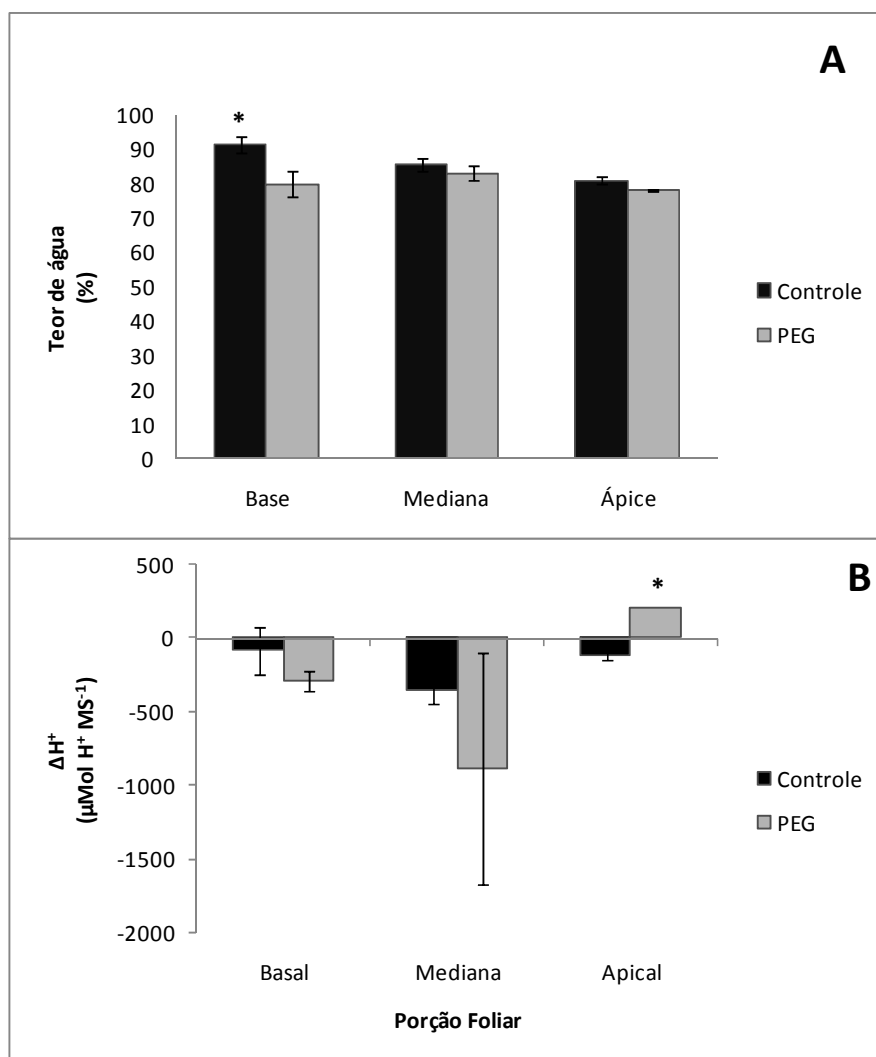 A
*
100
90
80
70
60
50
40
30
20
10
0
Teor de água
(%)
Base Mediana Ápice
Controle
PEG
B
*
500
0
-500
-1000
-1500
-2000
ΔH⁺
(µMol H⁺ MS⁻¹)
Basal Mediana Apical
Controle
PEG
Porção Foliar